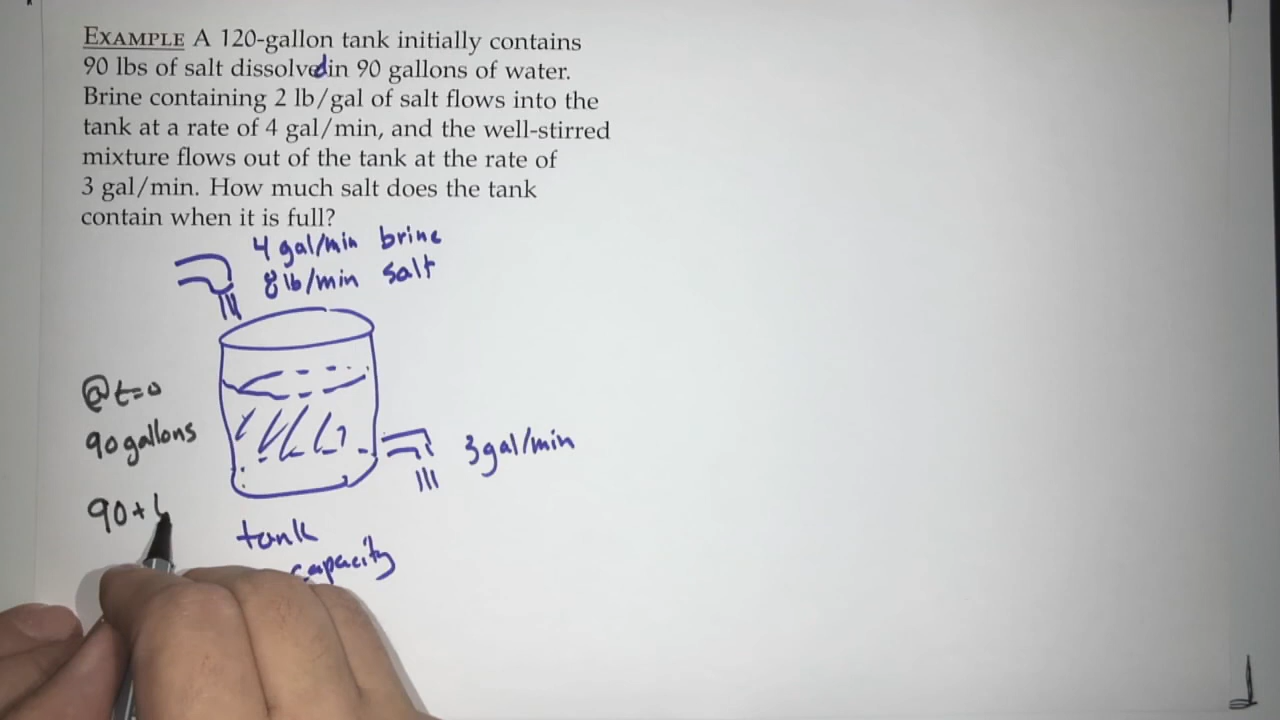 EXAMPLE A 120-gallon tank initially contains
90 lbs of salt dissolved in 90 gallons of water.
Brine containing 2 lb/gal of salt flows into the
tank at a rate of 4 gal/min, and the well-stirred
mixture flows out of the tank at the rate of
3 gal/min. How much salt does the tank
contain when it is full?
4 gal/min brine
8 lb/min salt
@t=0
90 gallons
3 gal/min
90+
tank
capacity